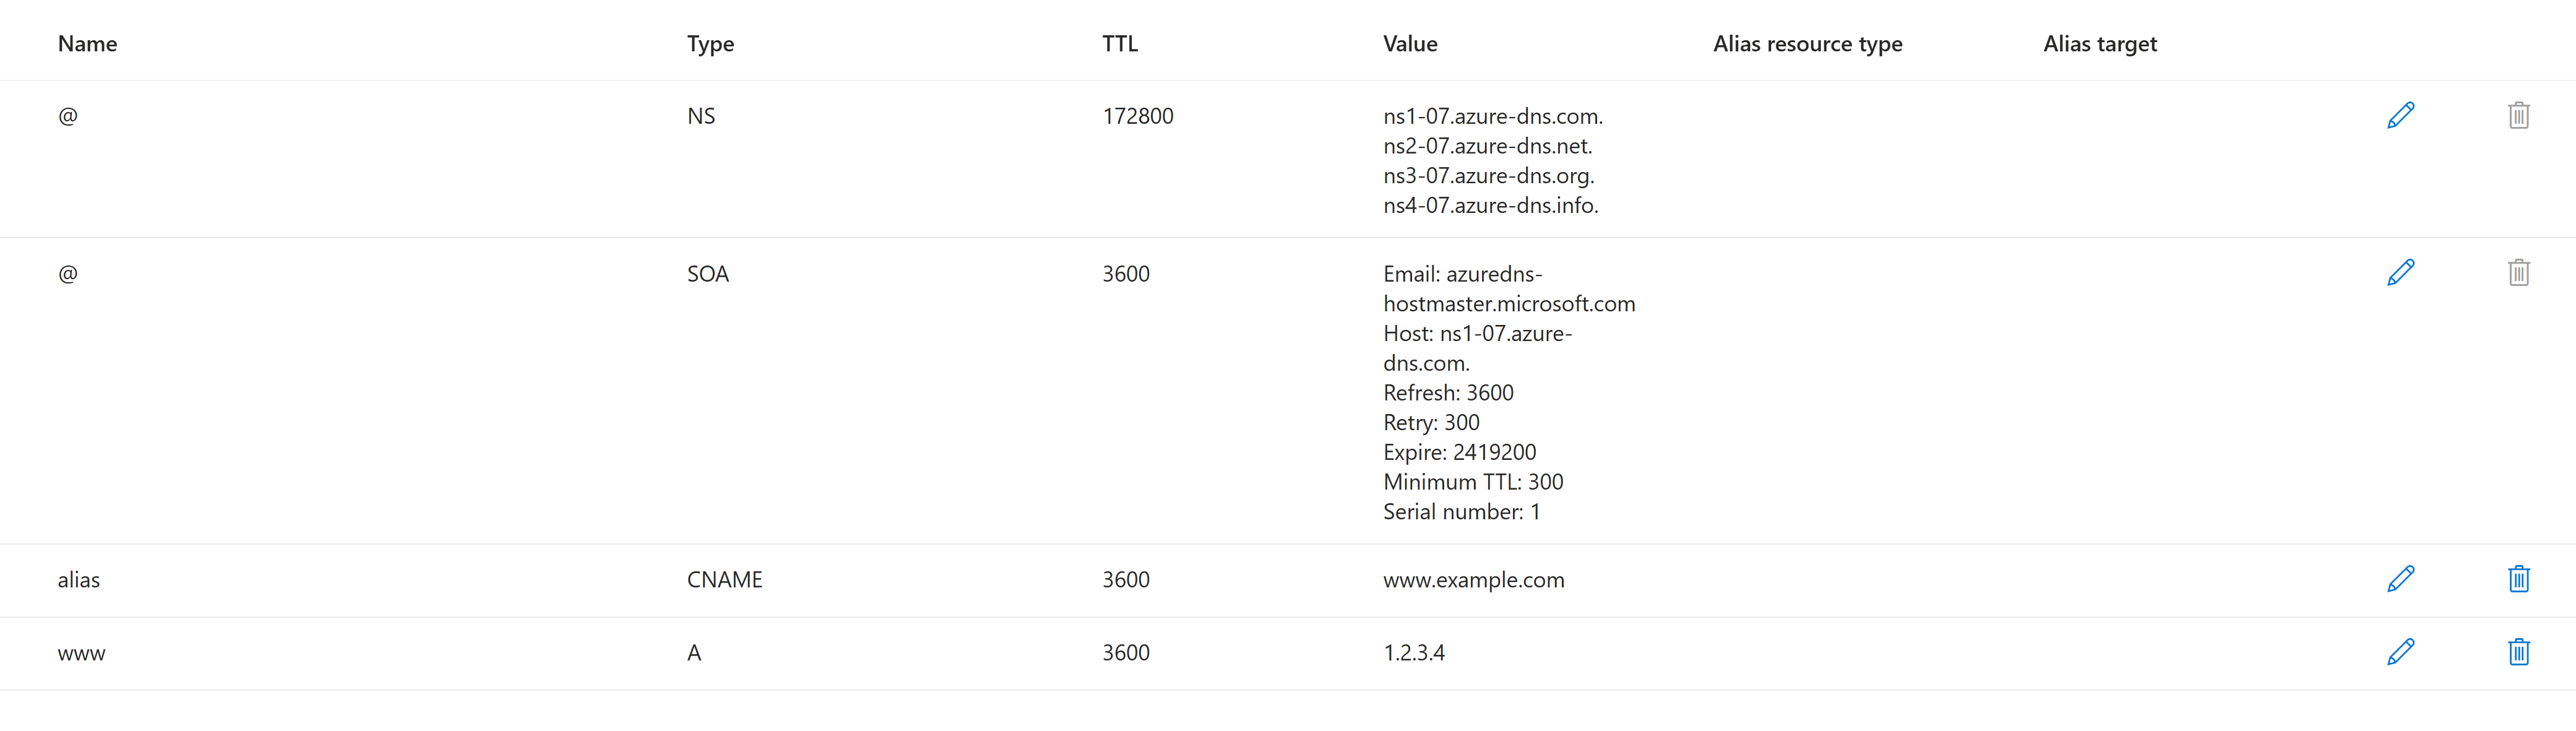 Name Type TTL Value Alias resource type Alias target
@ NS 172800 ns1-07.azure-dns.com.
ns2-07.azure-dns.net.
ns3-07.azure-dns.org.
ns4-07.azure-dns.info.
@ SOA 3600 Email: azuredns-
hostmaster.microsoft.com
Host: ns1-07.azure-
dns.com.
Refresh: 3600
Retry: 300
Expire: 2419200
Minimum TTL: 300
Serial number: 1
alias CNAME 3600 www.example.com
www A 3600 1.2.3.4